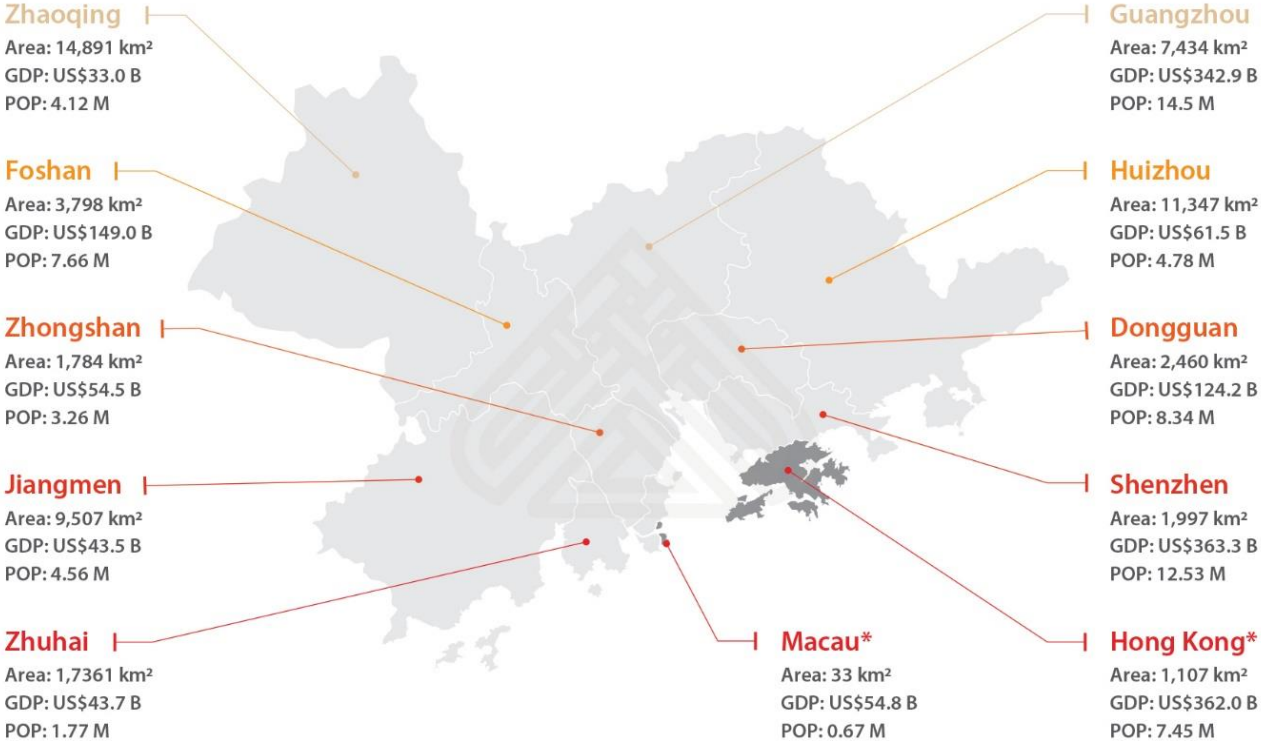 Zhaoqing
Area: 14,891 km²
GDP: US$33.0 B
POP: 4.12 M
Foshan
Area: 3,798 km²
GDP: US$149.0 B
POP: 7.66 M
Zhongshan
Area: 1,784 km²
GDP: US$54.5 B
POP: 3.26 M
Jiangmen
Area: 9,507 km²
GDP: US$43.5 B
POP: 4.56 M
Zhuhai
Area: 1,7361 km²
GDP: US$43.7 B
POP: 1.77 M
Macau*
Area: 33 km²
GDP: US$54.8 B
POP: 0.67 M
Guangzhou
Area: 7,434 km²
GDP: US$342.9 B
POP: 14.5 M
Huizhou
Area: 11,347 km²
GDP: US$61.5 B
POP: 4.78 M
Dongguan
Area: 2,460 km²
GDP: US$124.2 B
POP: 8.34 M
Shenzhen
Area: 1,997 km²
GDP: US$363.3 B
POP: 12.53 M
Hong Kong*
Area: 1,107 km²
GDP: US$362.0 B
POP: 7.45 M